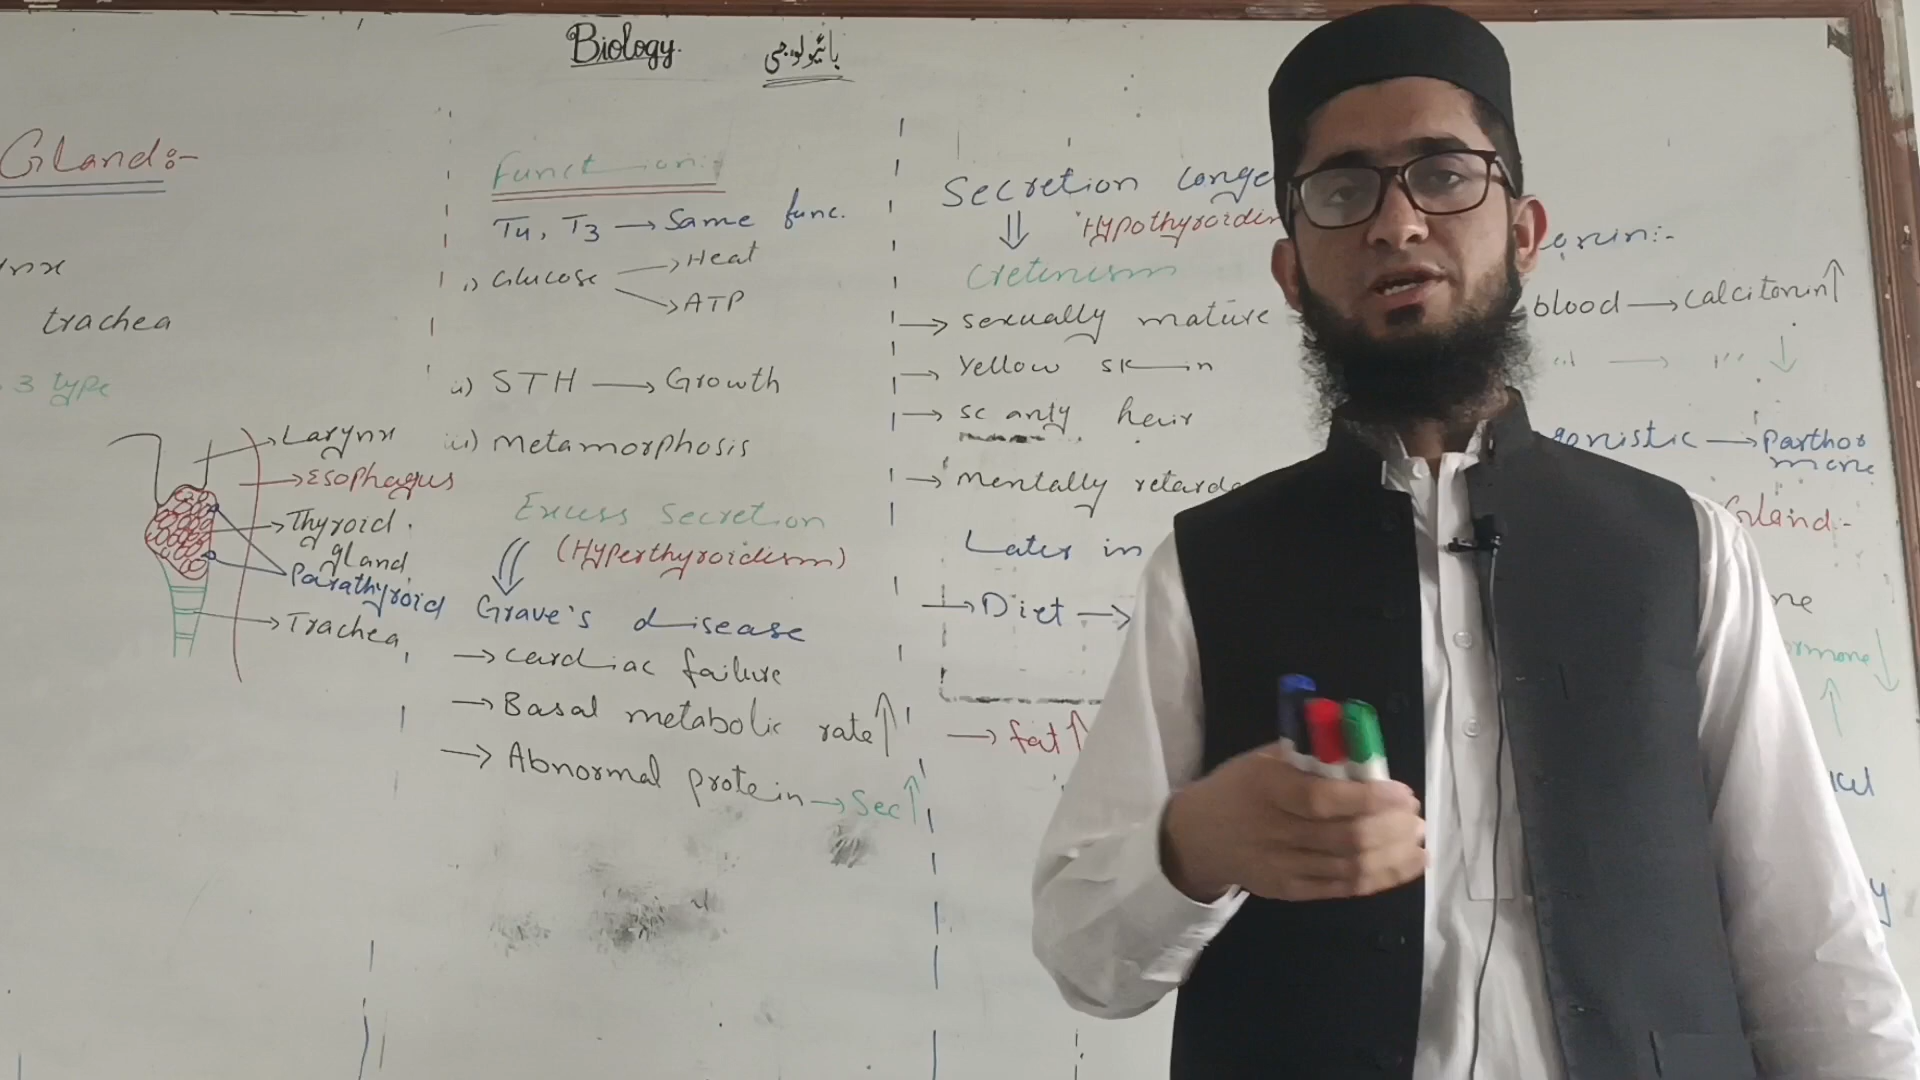 Biology.
بائیولوجی
Gland:-
trachea
3 type
Larynx
Esophagus
Thyroid
gland
Parathyroid
Trachea
Function:
T4, T3 → Same func.
i) Glucose → Heat
→ ATP
ii) STH → Growth
iii) Metamorphosis
Excess Secretion
(Hyperthyroidism)
Grave's disease
→ cardiac failure
→ Basal metabolic rate ↑
→ Abnormal protein → Sec ↑
Secretion
Cretinism
→ sexually mature
→ Yellow skin
→ scanty hair
→ mentally
Later in
→ Diet →
→ fat ↑
blood → Calcitonin ↑
→ Parthor
mone
Gland:-